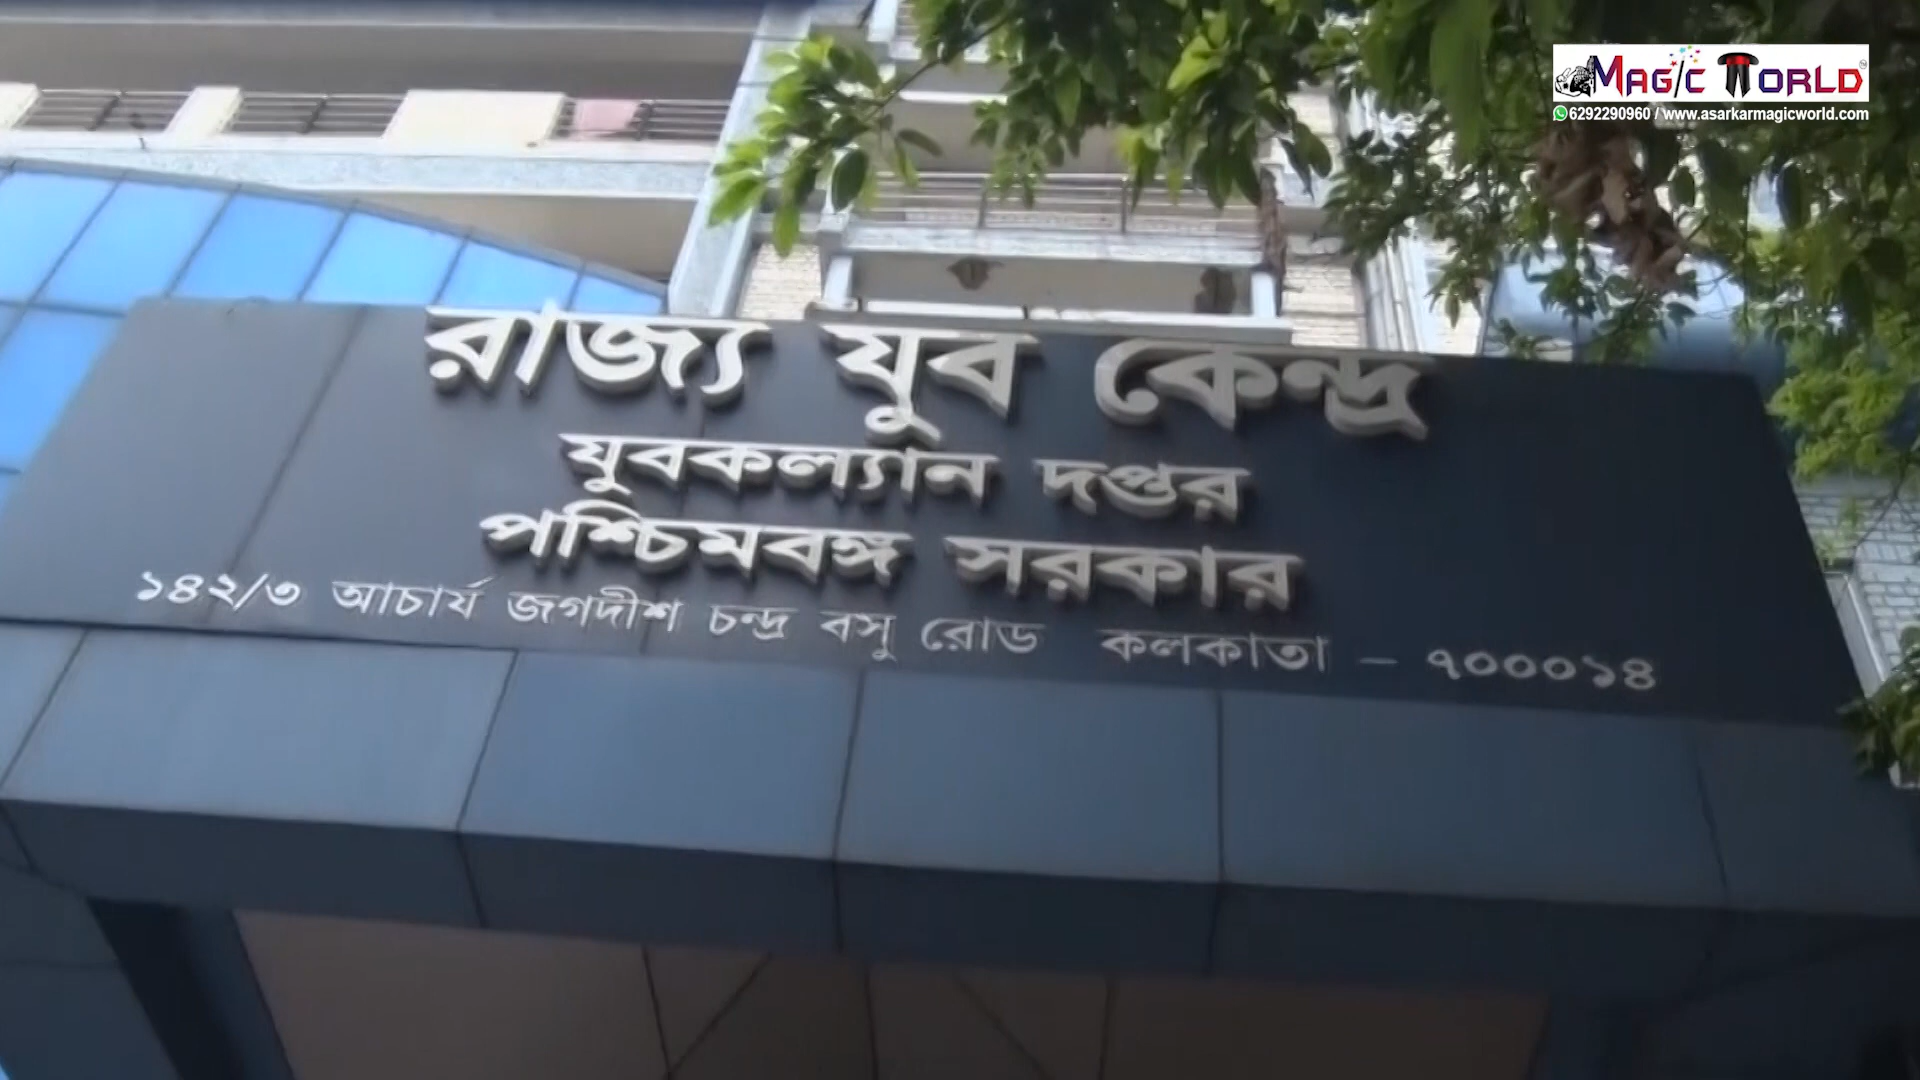 MAGIC WORLD
6292290960 / www.asarkarmagicworld.com
রাজ্য যুব কেন্দ্র
যুবকল্যান দপ্তর
পশ্চিমবঙ্গ সরকার
১৪২/৩ আচার্য জগদীশ চন্দ্র বসু রোড কলকাতা – ৭০০০১৪